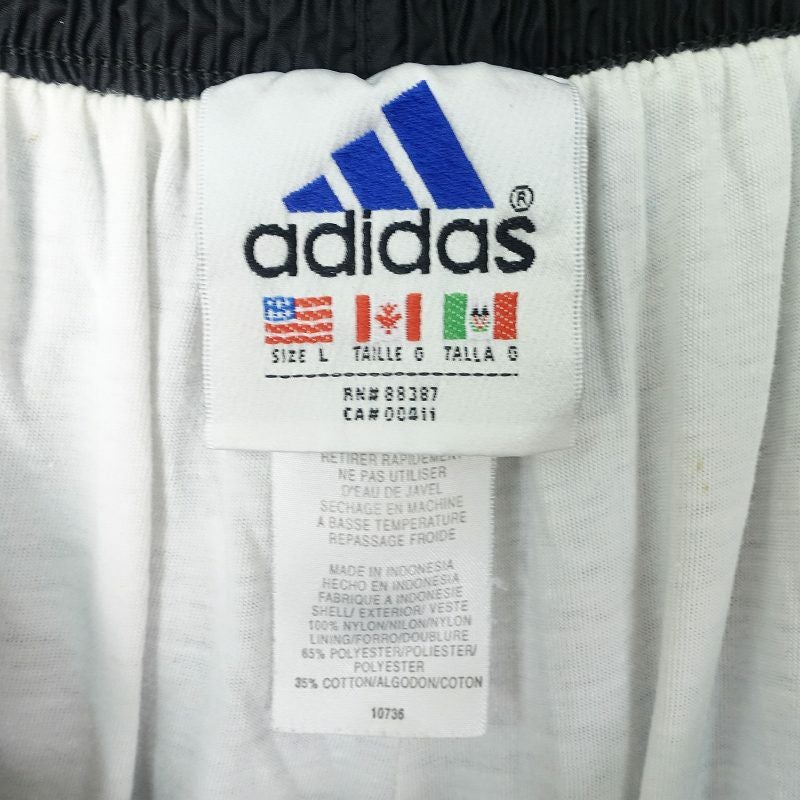 adidas®
SIZE L TAILLE G TALLA G
RN# 88387
CA# 00411
RETIRER RAPIDEMENT
NE PAS UTILISER
D'EAU DE JAVEL
SECHAGE EN MACHINE
A BASSE TEMPERATURE
REPASSAGE FROIDE
MADE IN INDONESIA
HECHO EN INDONESIA
FABRIQUE A INDONESIE
SHELL/ EXTERIOR/ VESTE
100% NYLON/NILON/NYLON
LINING/FORRO/DOUBLURE
65% POLYESTER/POLIESTER/
POLYESTER
35% COTTON/ALGODON/COTON
10736